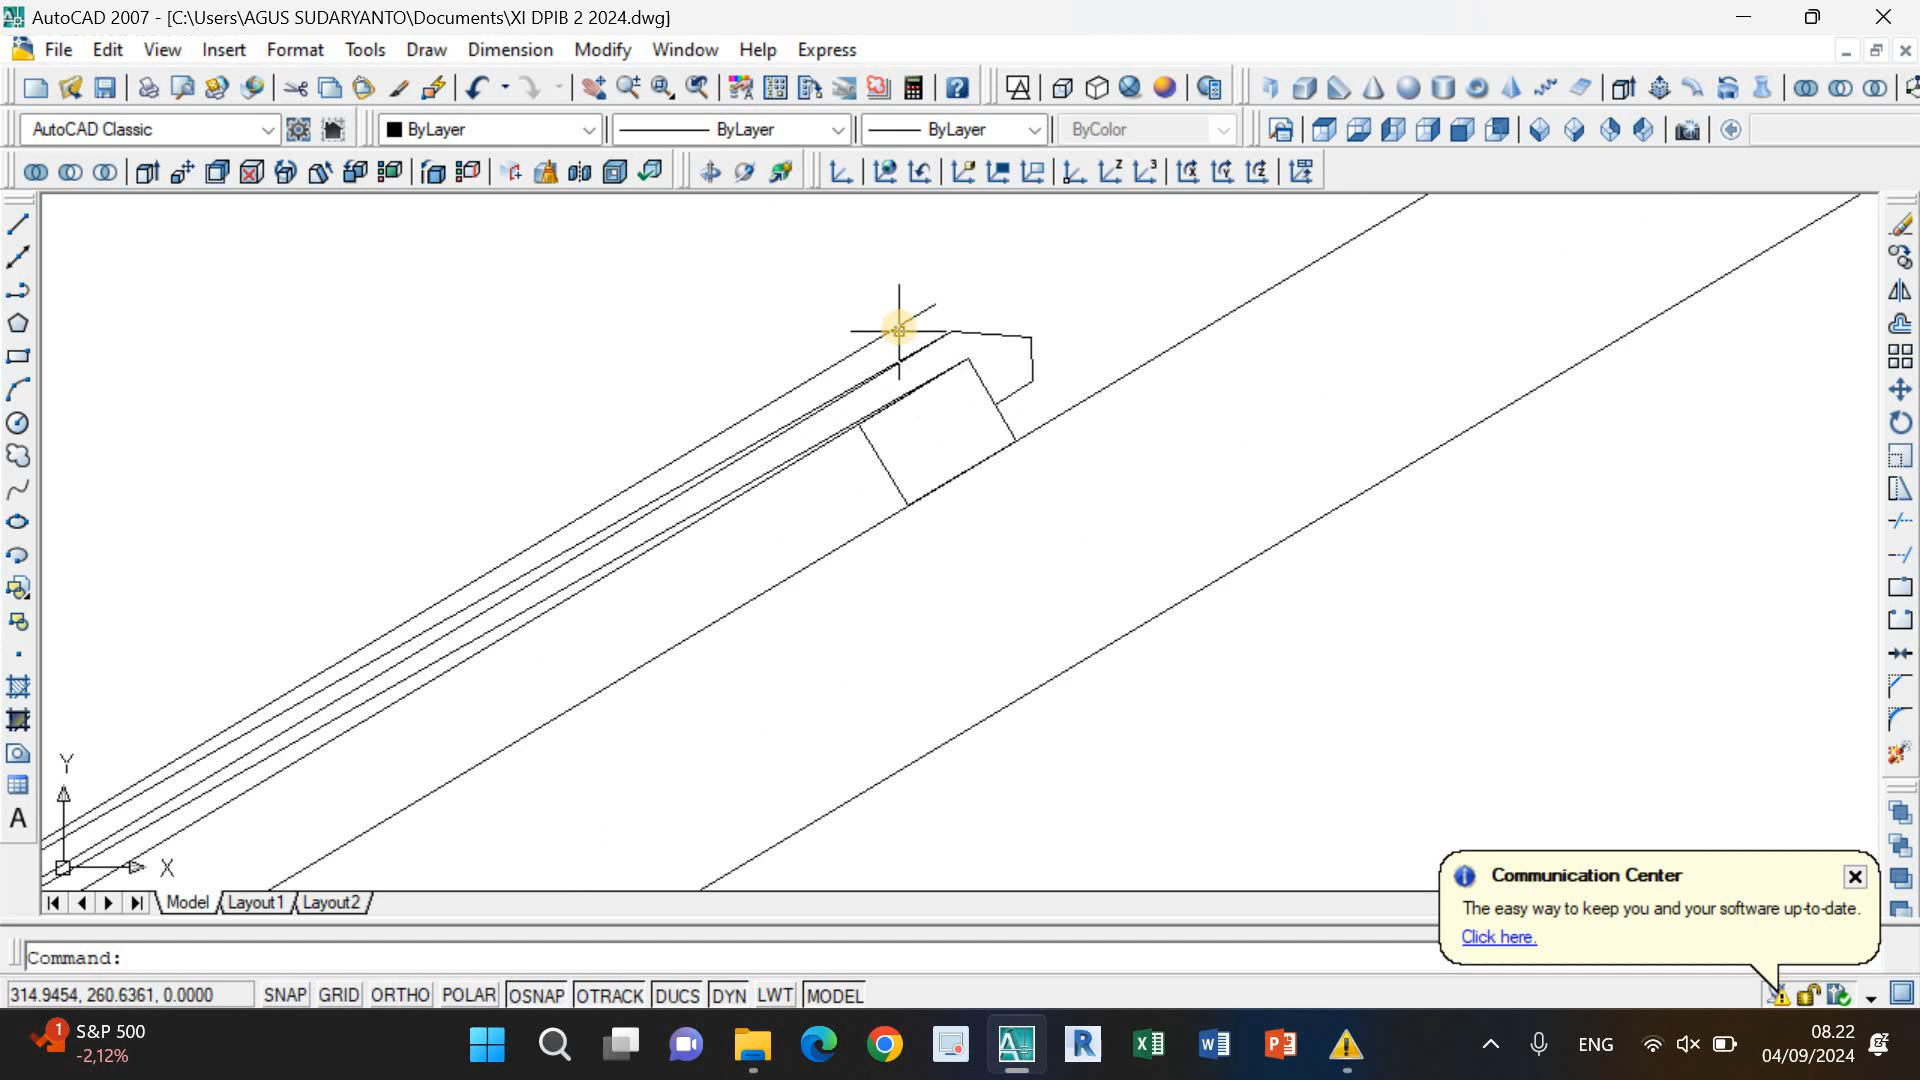 AutoCAD 2007 - [C:\Users\AGUS SUDARYANTO\Documents\XI DPIB 2 2024.dwg]
File Edit View Insert Format Tools Draw Dimension Modify Window Help Express
AutoCAD Classic ByLayer ByLayer ByLayer ByColor
Y
X
Model Layout1 Layout2
Communication Center
The easy way to keep you and your software up-to-date.
Click here.
Command:
314.9454, 260.6361, 0.0000 SNAP GRID ORTHO POLAR OSNAP OTRACK DUCS DYN LWT MODEL
1 S&P 500
-2,12%
ENG
08.22
04/09/2024